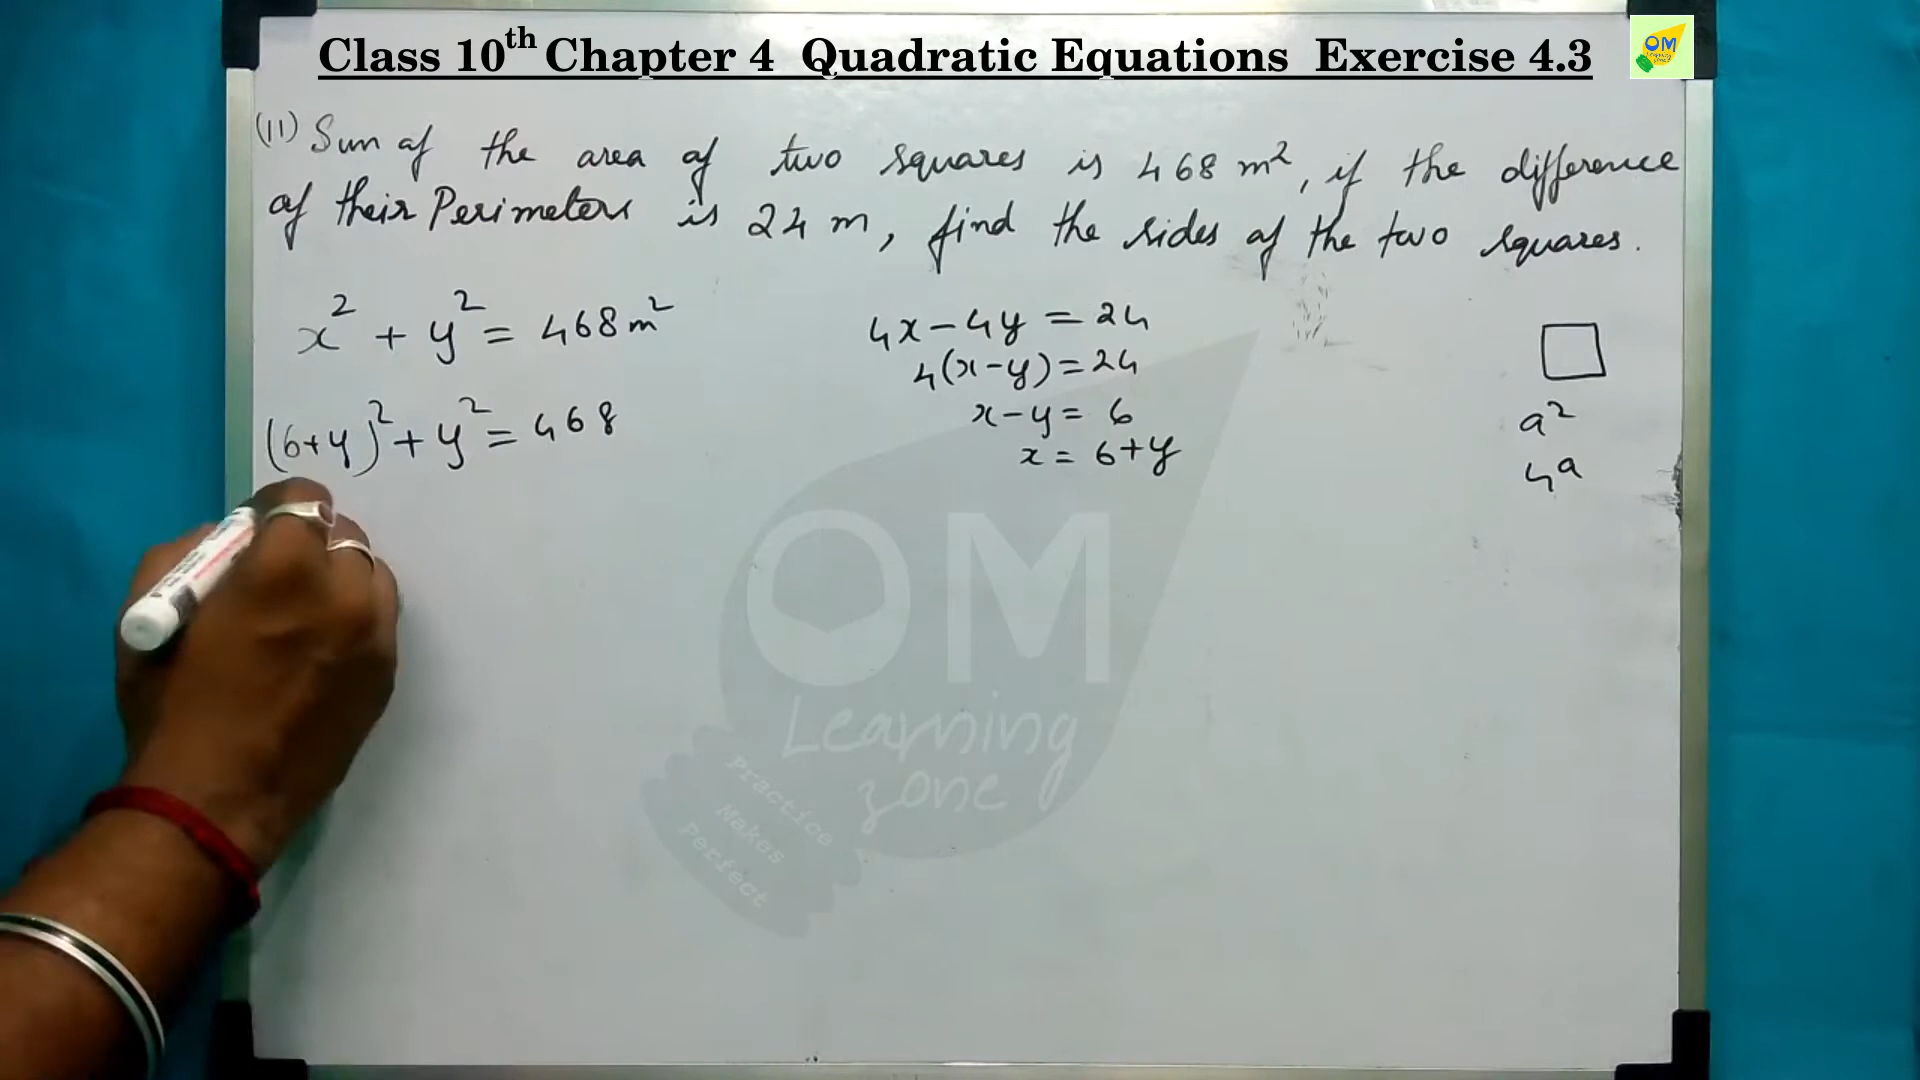 Class 10th Chapter 4 Quadratic Equations Exercise 4.3
OM
Learning
zone
(11) Sum of the area of two squares is 468 m², if the difference
of their Perimeters is 24 m, find the sides of the two squares.
x² + y² = 468 m²
(6+y)² + y² = 468
4x - 4y = 24
4(x-y) = 24
x-y = 6
x = 6+y
a²
4a
OM
Learning
zone
Practice
Makes
Perfect